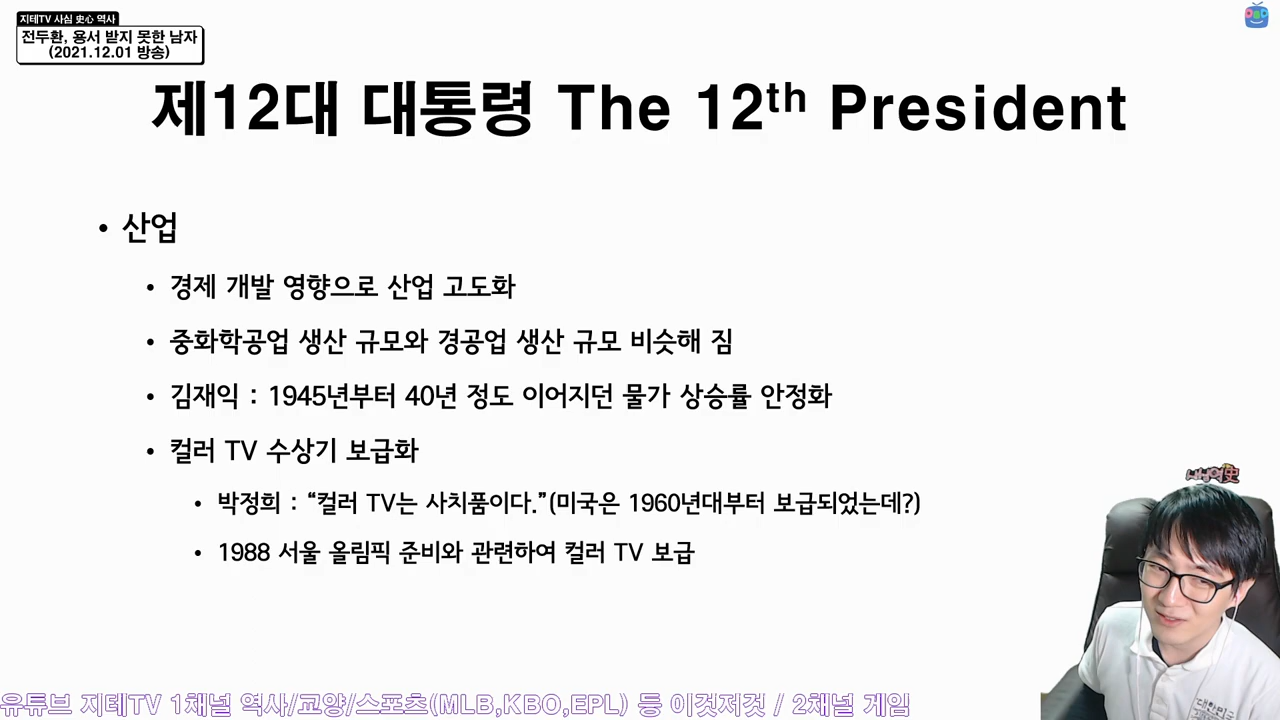 지테TV 사심 史心 역사
전두환, 용서 받지 못한 남자
(2021.12.01 방송)
제12대 대통령 The 12th President
• 산업
• 경제 개발 영향으로 산업 고도화
• 중화학공업 생산 규모와 경공업 생산 규모 비슷해 짐
• 김재익 : 1945년부터 40년 정도 이어지던 물가 상승률 안정화
• 컬러 TV 수상기 보급화
• 박정희 : “컬러 TV는 사치품이다.”(미국은 1960년대부터 보급되었는데?)
• 1988 서울 올림픽 준비와 관련하여 컬러 TV 보급
대한민국
유튜브 지테TV 1채널 역사/교양/스포츠(MLB,KBO,EPL) 등 이것저것 / 2채널 게임